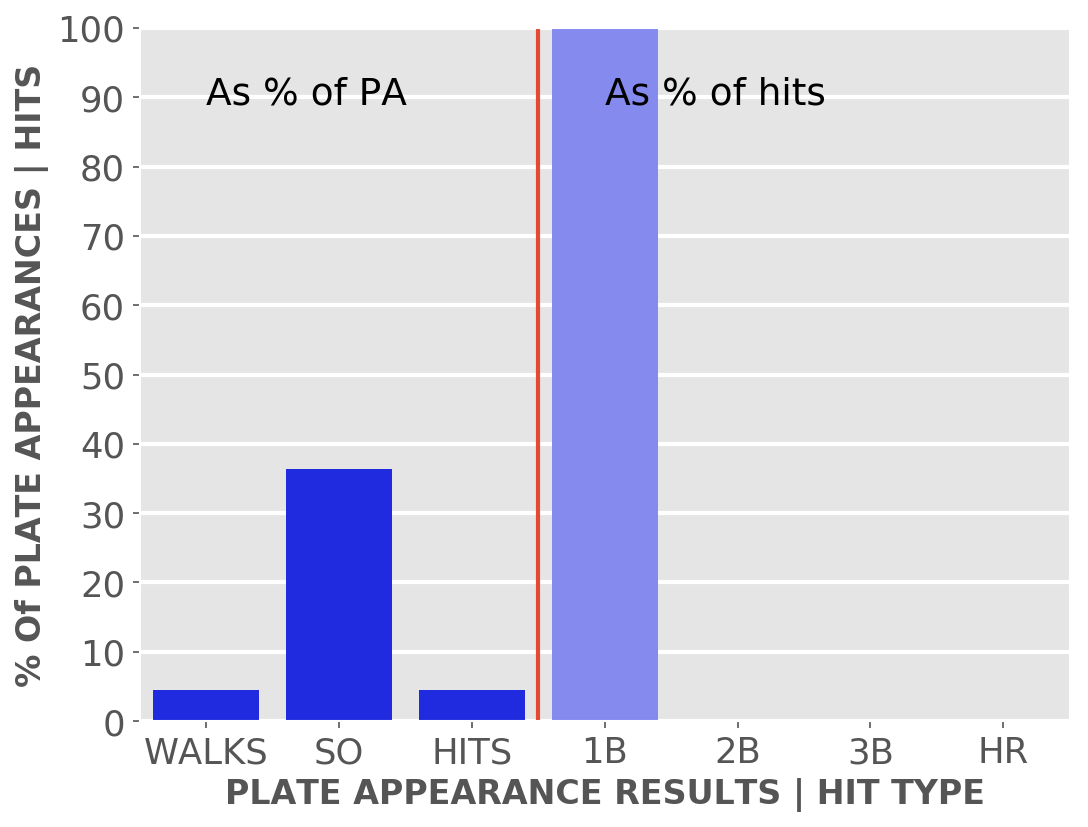 % Of PLATE APPEARANCES | HITS
100
90
80
70
60
50
40
30
20
10
0
As % of PA
As % of hits
WALKS SO HITS 1B 2B 3B HR
PLATE APPEARANCE RESULTS | HIT TYPE